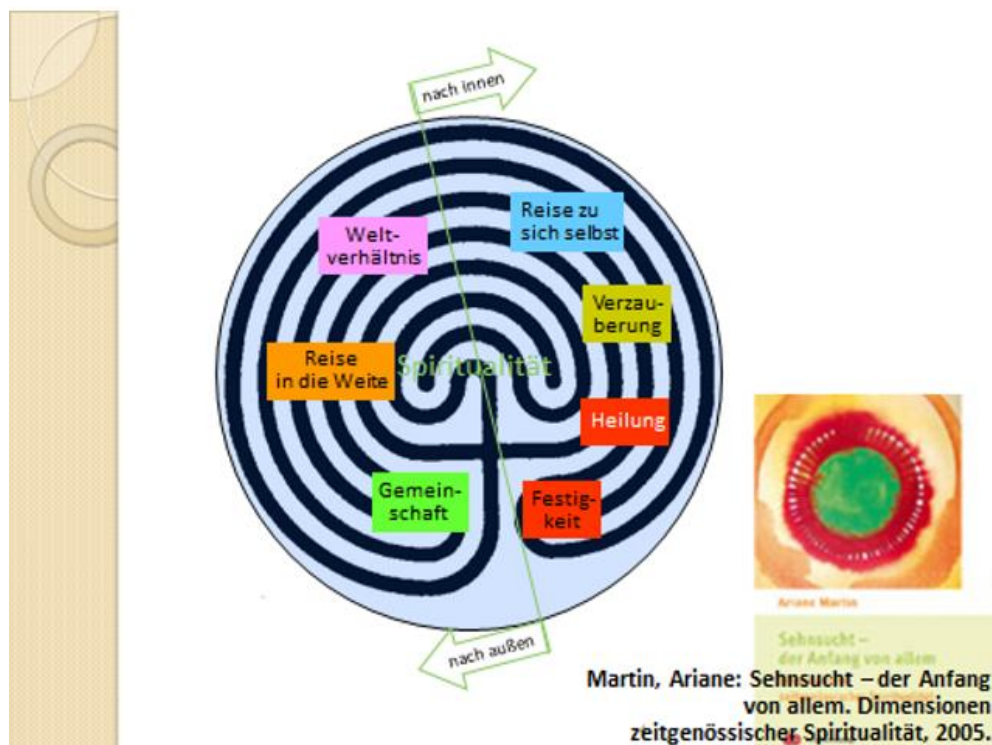 nach innen
Reise zu
sich selbst
Welt-
verhältnis
Verzau-
berung
Reise
in die Weite
Spiritualität
Heilung
Gemein-
schaft
Festig-
keit
nach außen
Ariane Martin
Sehnsucht –
der Anfang von allem
Martin, Ariane: Sehnsucht – der Anfang
von allem. Dimensionen
zeitgenössischer Spiritualität, 2005.